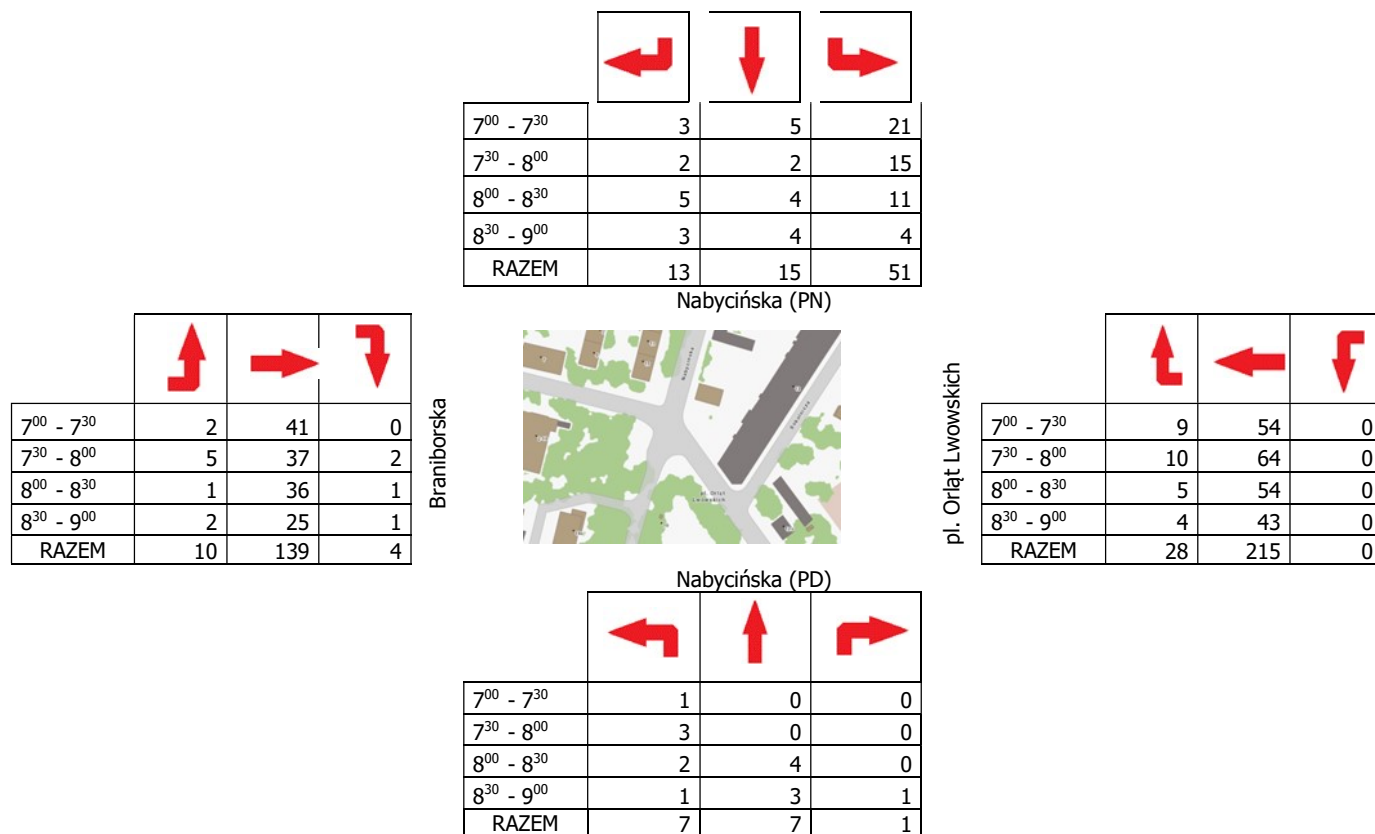 7⁰⁰ - 7³⁰ 3 5 21
7³⁰ - 8⁰⁰ 2 2 15
8⁰⁰ - 8³⁰ 5 4 11
8³⁰ - 9⁰⁰ 3 4 4
RAZEM 13 15 51
Nabycińska (PN)
7⁰⁰ - 7³⁰ 2 41 0
7³⁰ - 8⁰⁰ 5 37 2
8⁰⁰ - 8³⁰ 1 36 1
8³⁰ - 9⁰⁰ 2 25 1
RAZEM 10 139 4
Braniborska
Nabycińska
pl. Orląt
Lwowskich
pl. Orląt Lwowskich
7⁰⁰ - 7³⁰ 9 54 0
7³⁰ - 8⁰⁰ 10 64 0
8⁰⁰ - 8³⁰ 5 54 0
8³⁰ - 9⁰⁰ 4 43 0
RAZEM 28 215 0
Nabycińska (PD)
7⁰⁰ - 7³⁰ 1 0 0
7³⁰ - 8⁰⁰ 3 0 0
8⁰⁰ - 8³⁰ 2 4 0
8³⁰ - 9⁰⁰ 1 3 1
RAZEM 7 7 1